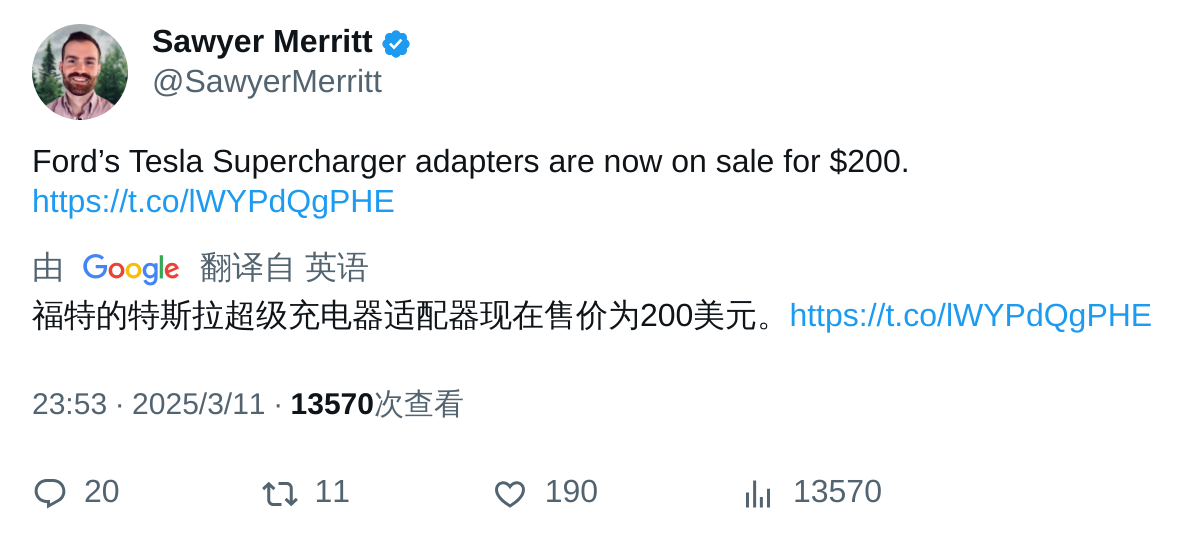 Sawyer Merritt
@SawyerMerritt
Ford’s Tesla Supercharger adapters are now on sale for $200.
https://t.co/lWYPdQgPHE
由 Google 翻译自 英语
福特的特斯拉超级充电器适配器现在售价为200美元。https://t.co/lWYPdQgPHE
23:53 · 2025/3/11 · 13570次查看
20 11 190 13570